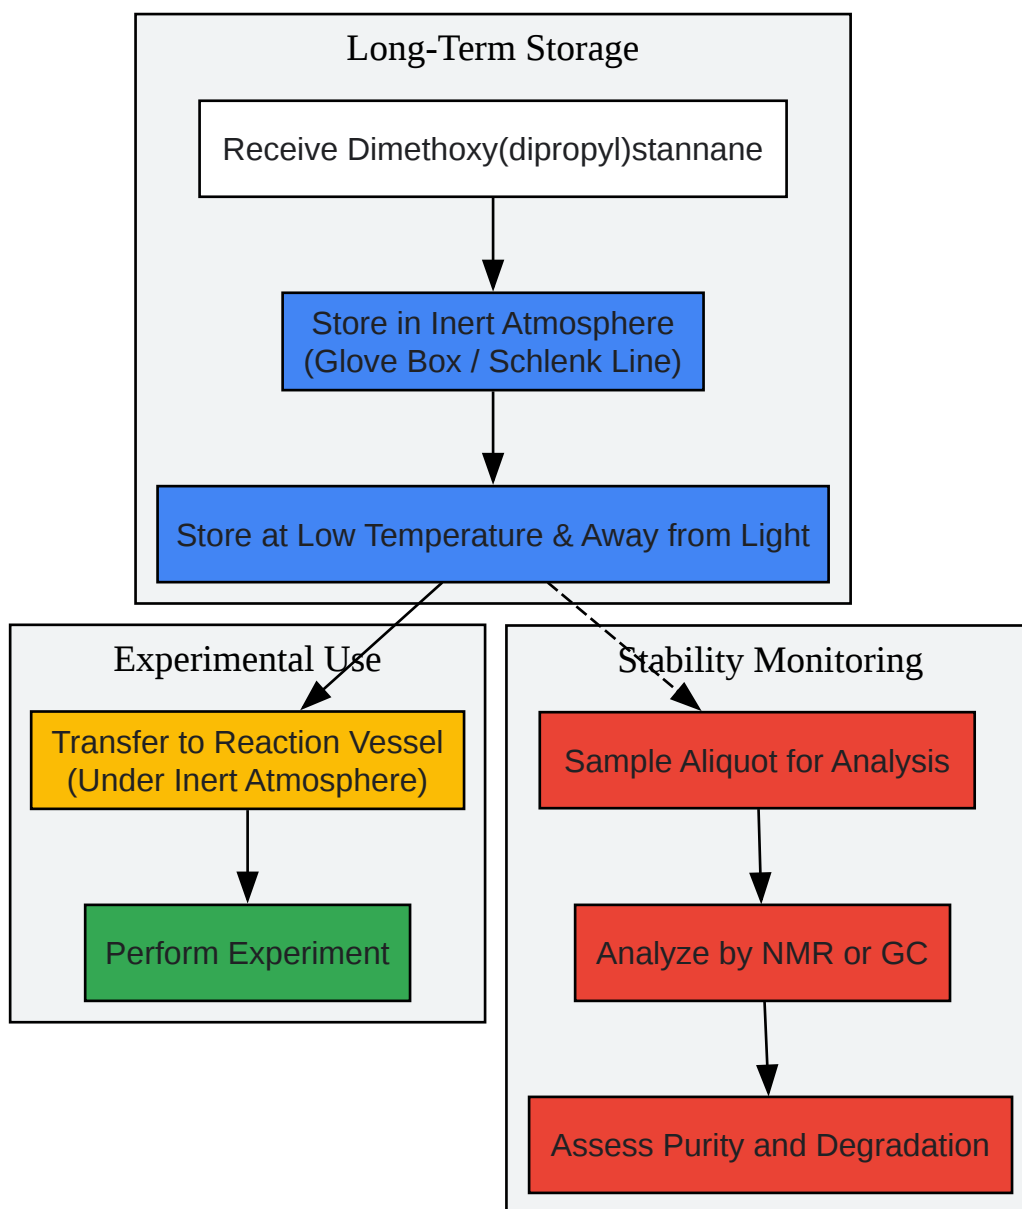 Long-Term Storage
Receive Dimethoxy(dipropyl)stannane
Store in Inert Atmosphere
(Glove Box / Schlenk Line)
Store at Low Temperature & Away from Light
Experimental Use
Transfer to Reaction Vessel
(Under Inert Atmosphere)
Perform Experiment
Stability Monitoring
Sample Aliquot for Analysis
Analyze by NMR or GC
Assess Purity and Degradation